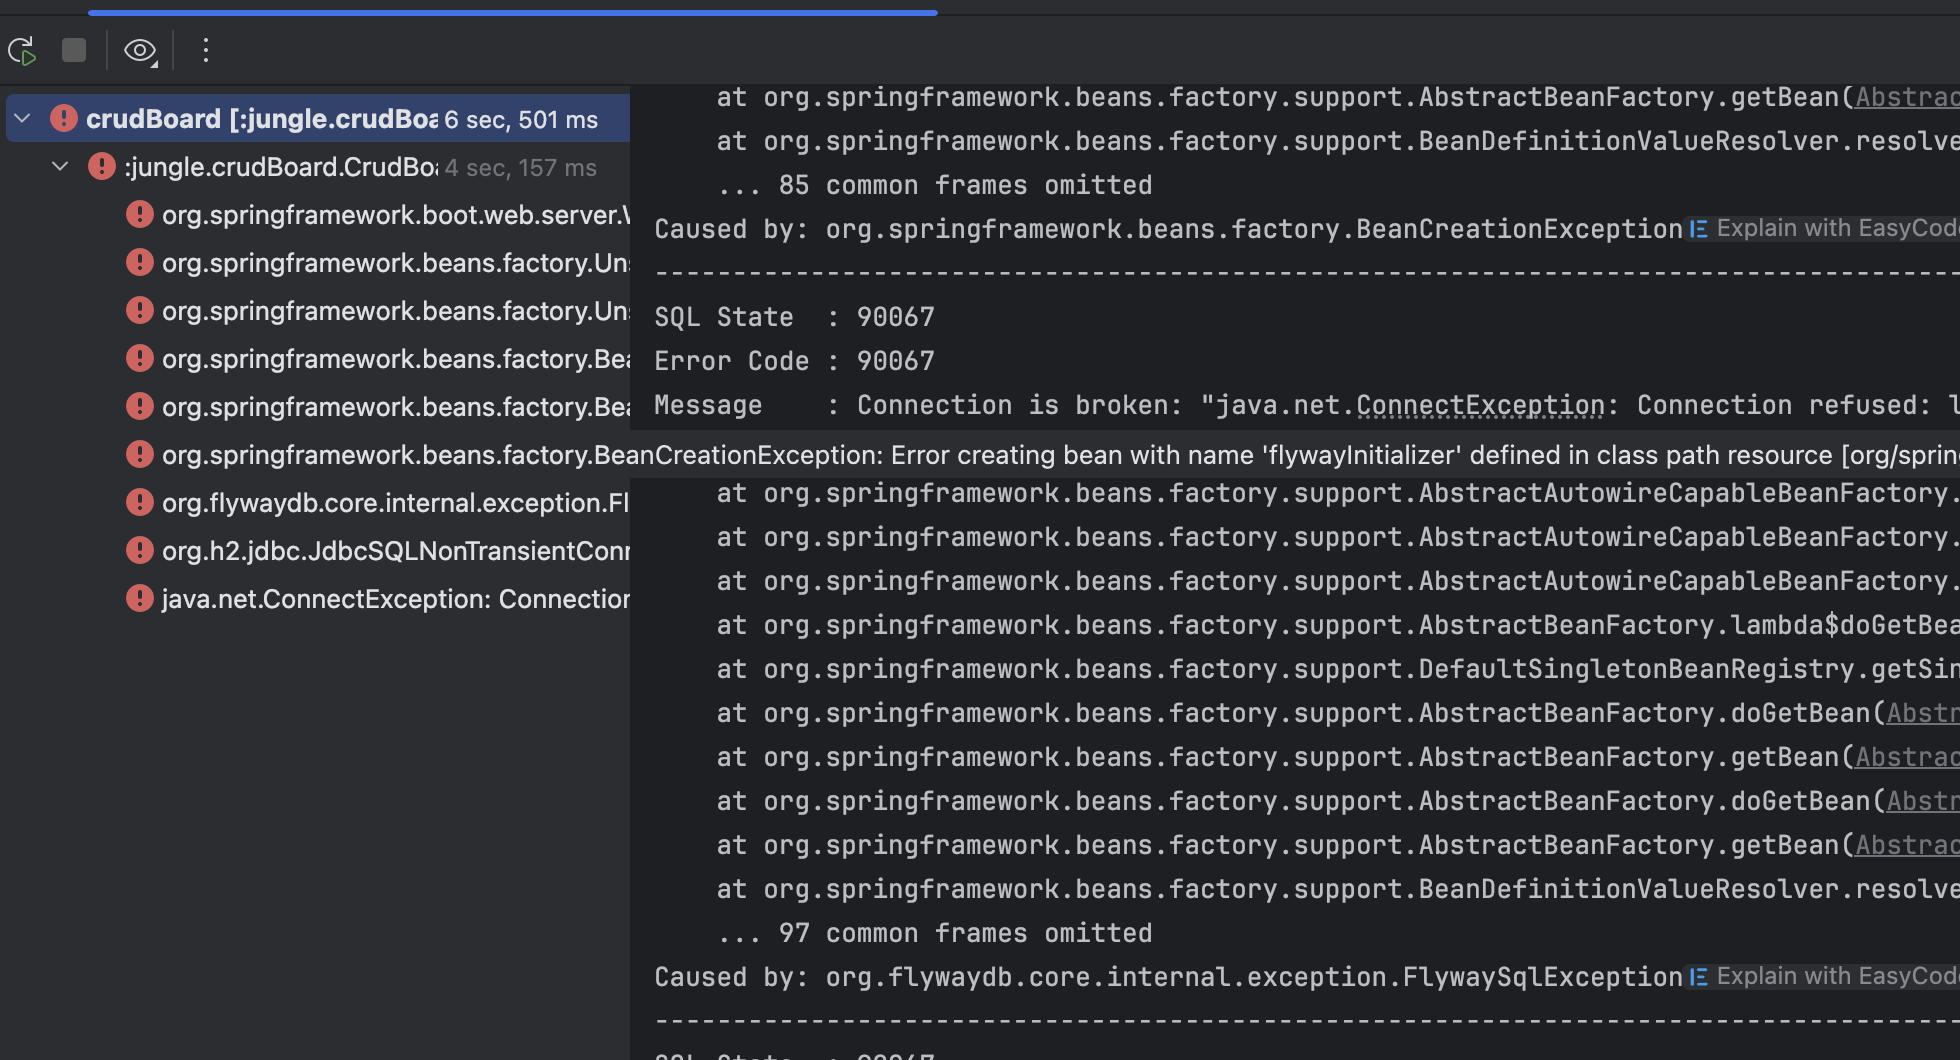 crudBoard [:jungle.crudBoa 6 sec, 501 ms
:jungle.crudBoard.CrudBoa 4 sec, 157 ms
org.springframework.boot.web.server.W
org.springframework.beans.factory.Uns
org.springframework.beans.factory.Uns
org.springframework.beans.factory.Bea
org.springframework.beans.factory.Bea
org.springframework.beans.factory.BeanCreationException: Error creating bean with name 'flywayInitializer' defined in class path resource [org/spring
org.flywaydb.core.internal.exception.Fl
org.h2.jdbc.JdbcSQLNonTransientConn
java.net.ConnectException: Connection
at org.springframework.beans.factory.support.AbstractBeanFactory.getBean(Abstrac
at org.springframework.beans.factory.support.BeanDefinitionValueResolver.resolve
... 85 common frames omitted
Caused by: org.springframework.beans.factory.BeanCreationException Explain with EasyCode
--------------------------------------------------------------------------------
SQL State  : 90067
Error Code : 90067
Message    : Connection is broken: "java.net.ConnectException: Connection refused: l
at org.springframework.beans.factory.support.AbstractAutowireCapableBeanFactory.
at org.springframework.beans.factory.support.AbstractAutowireCapableBeanFactory.
at org.springframework.beans.factory.support.AbstractAutowireCapableBeanFactory.
at org.springframework.beans.factory.support.AbstractBeanFactory.lambda$doGetBea
at org.springframework.beans.factory.support.DefaultSingletonBeanRegistry.getSin
at org.springframework.beans.factory.support.AbstractBeanFactory.doGetBean(Abstr
at org.springframework.beans.factory.support.AbstractBeanFactory.getBean(Abstrac
at org.springframework.beans.factory.support.AbstractBeanFactory.doGetBean(Abstr
at org.springframework.beans.factory.support.AbstractBeanFactory.getBean(Abstrac
at org.springframework.beans.factory.support.BeanDefinitionValueResolver.resolve
... 97 common frames omitted
Caused by: org.flywaydb.core.internal.exception.FlywaySqlException Explain with EasyCode
--------------------------------------------------------------------------------